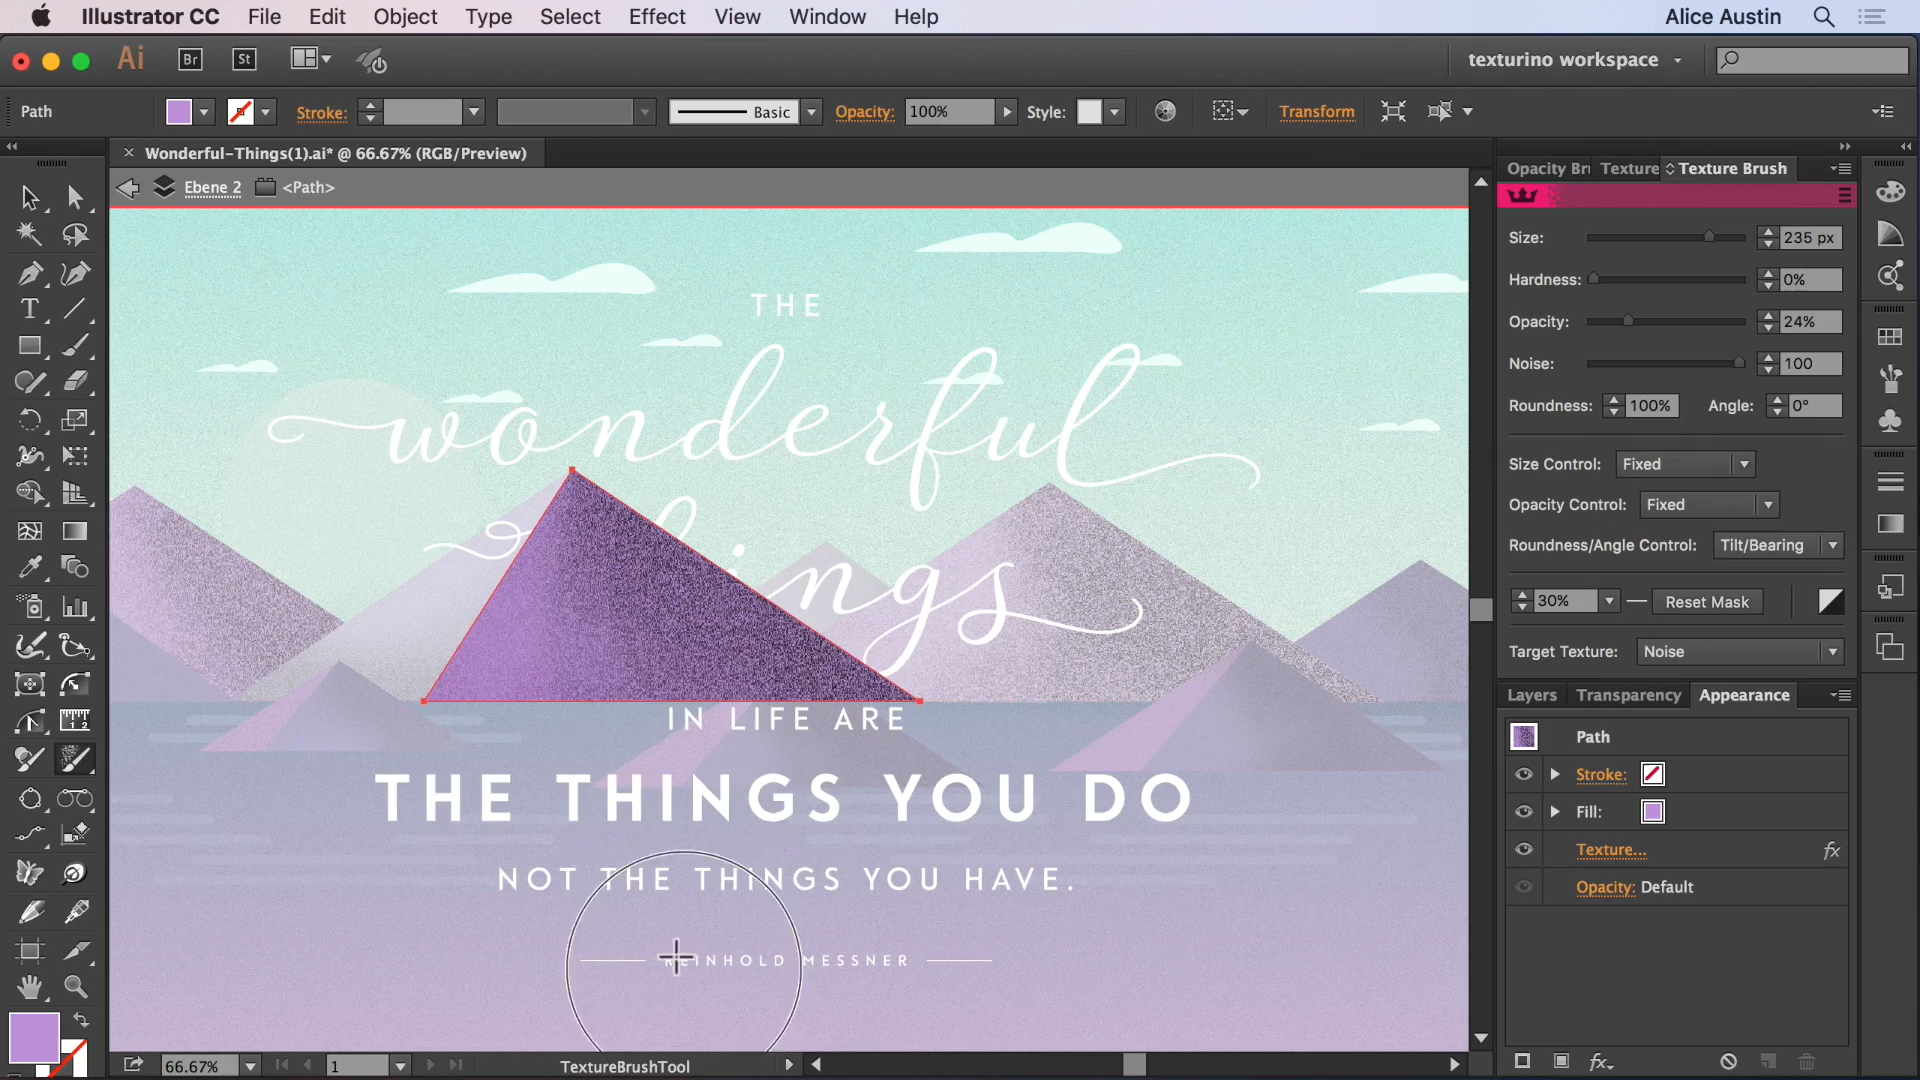 Illustrator CC File Edit Object Type Select Effect View Window Help Alice Austin
Ai Br St texturino workspace
Path Stroke: Basic Opacity: 100% Style: Transform
Wonderful-Things(1).ai* @ 66.67% (RGB/Preview)
Ebene 2 <Path>
THE
wonderful
things
IN LIFE ARE
THE THINGS YOU DO
NOT THE THINGS YOU HAVE.
REINHOLD MESSNER
66.67% 1 TextureBrushTool
Opacity Bru Texture Texture Brush
Size: 235 px
Hardness: 0%
Opacity: 24%
Noise: 100
Roundness: 100% Angle: 0°
Size Control: Fixed
Opacity Control: Fixed
Roundness/Angle Control: Tilt/Bearing
30% Reset Mask
Target Texture: Noise
Layers Transparency Appearance
Path
Stroke:
Fill:
Texture... fx
Opacity: Default
fx